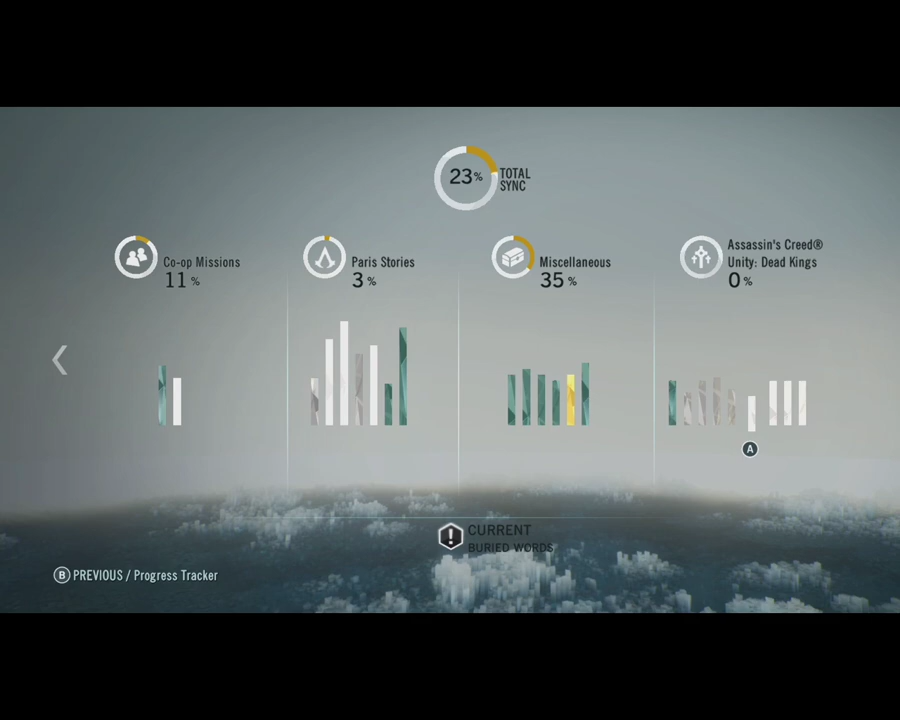 23% TOTAL
SYNC
Co-op Missions
11 %
Paris Stories
3 %
Miscellaneous
35 %
Assassin's Creed®
Unity: Dead Kings
0 %
A
CURRENT
BURIED WORDS
B PREVIOUS / Progress Tracker